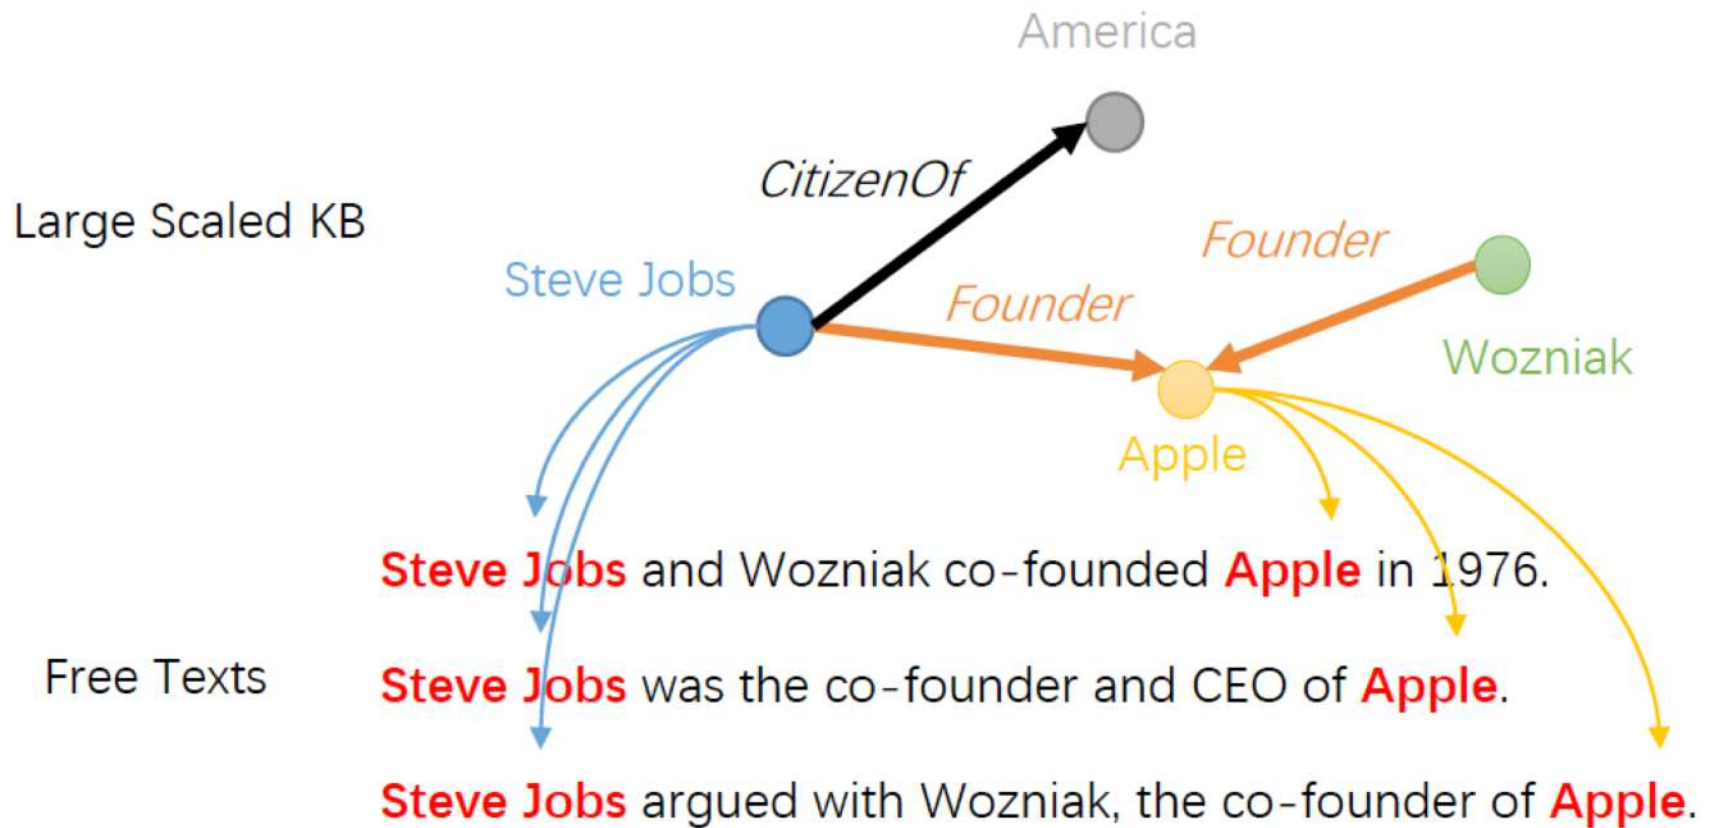 America
CitizenOf
Large Scaled KB
Founder
Steve Jobs
Founder
Wozniak
Apple
Steve Jobs and Wozniak co-founded Apple in 1976.
Free Texts
Steve Jobs was the co-founder and CEO of Apple.
Steve Jobs argued with Wozniak, the co-founder of Apple.